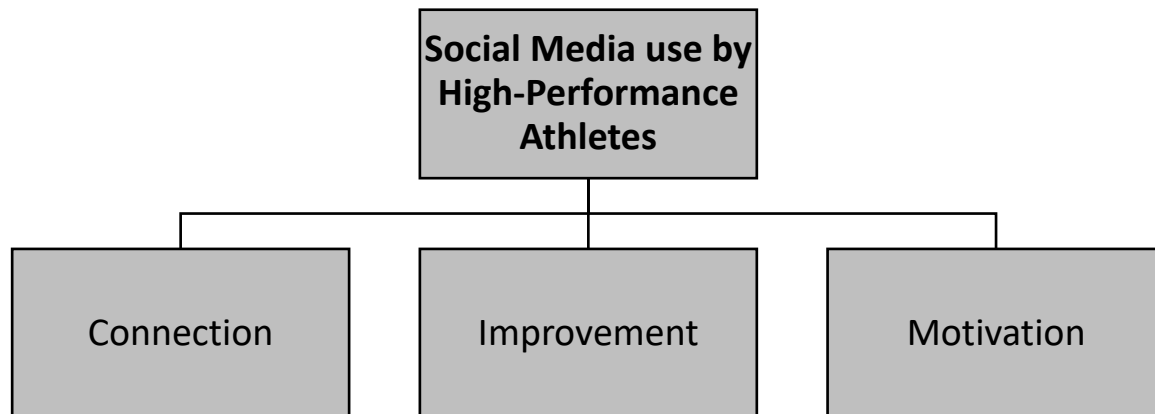 Social Media use by
High-Performance
Athletes
Connection
Improvement
Motivation